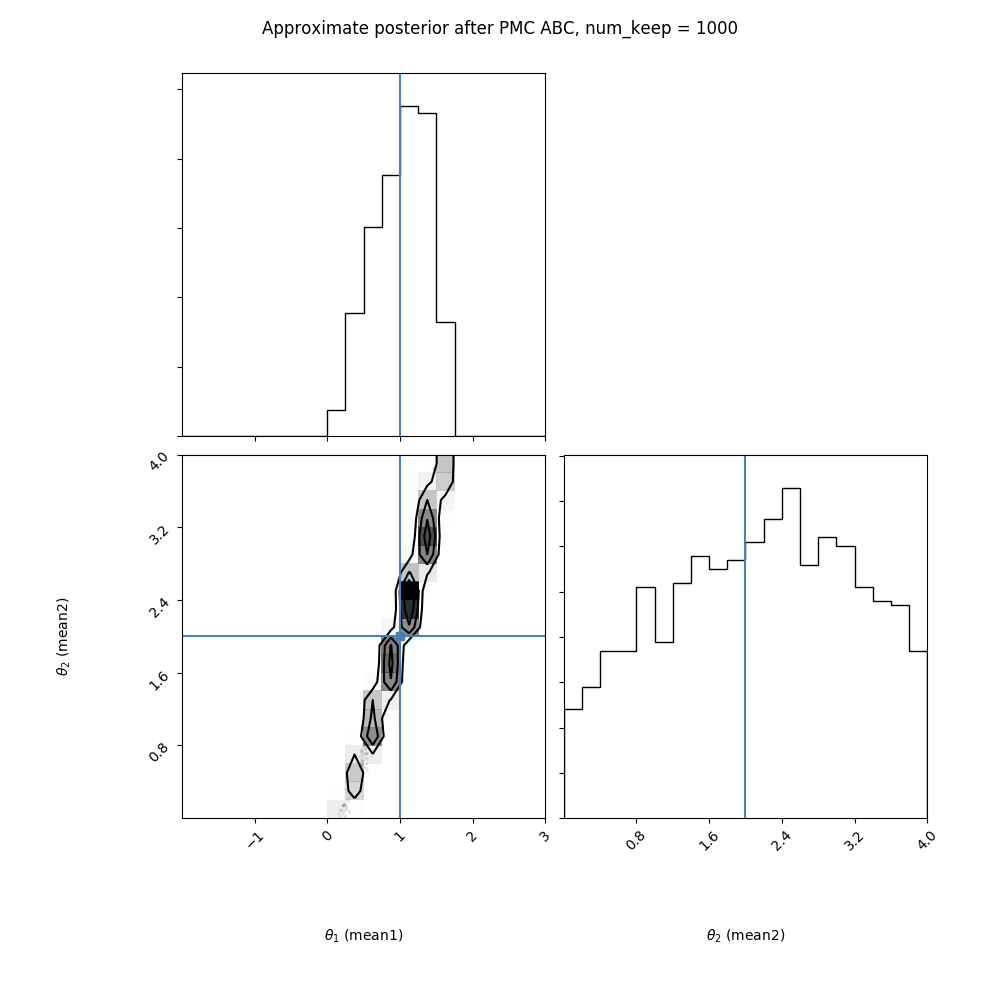 Approximate posterior after PMC ABC, num_keep = 1000
4.0
3.2
2.4
1.6
0.8
θ₂ (mean2)
−1 0 1 2 3
0.8 1.6 2.4 3.2 4.0
θ₁ (mean1)
θ₂ (mean2)